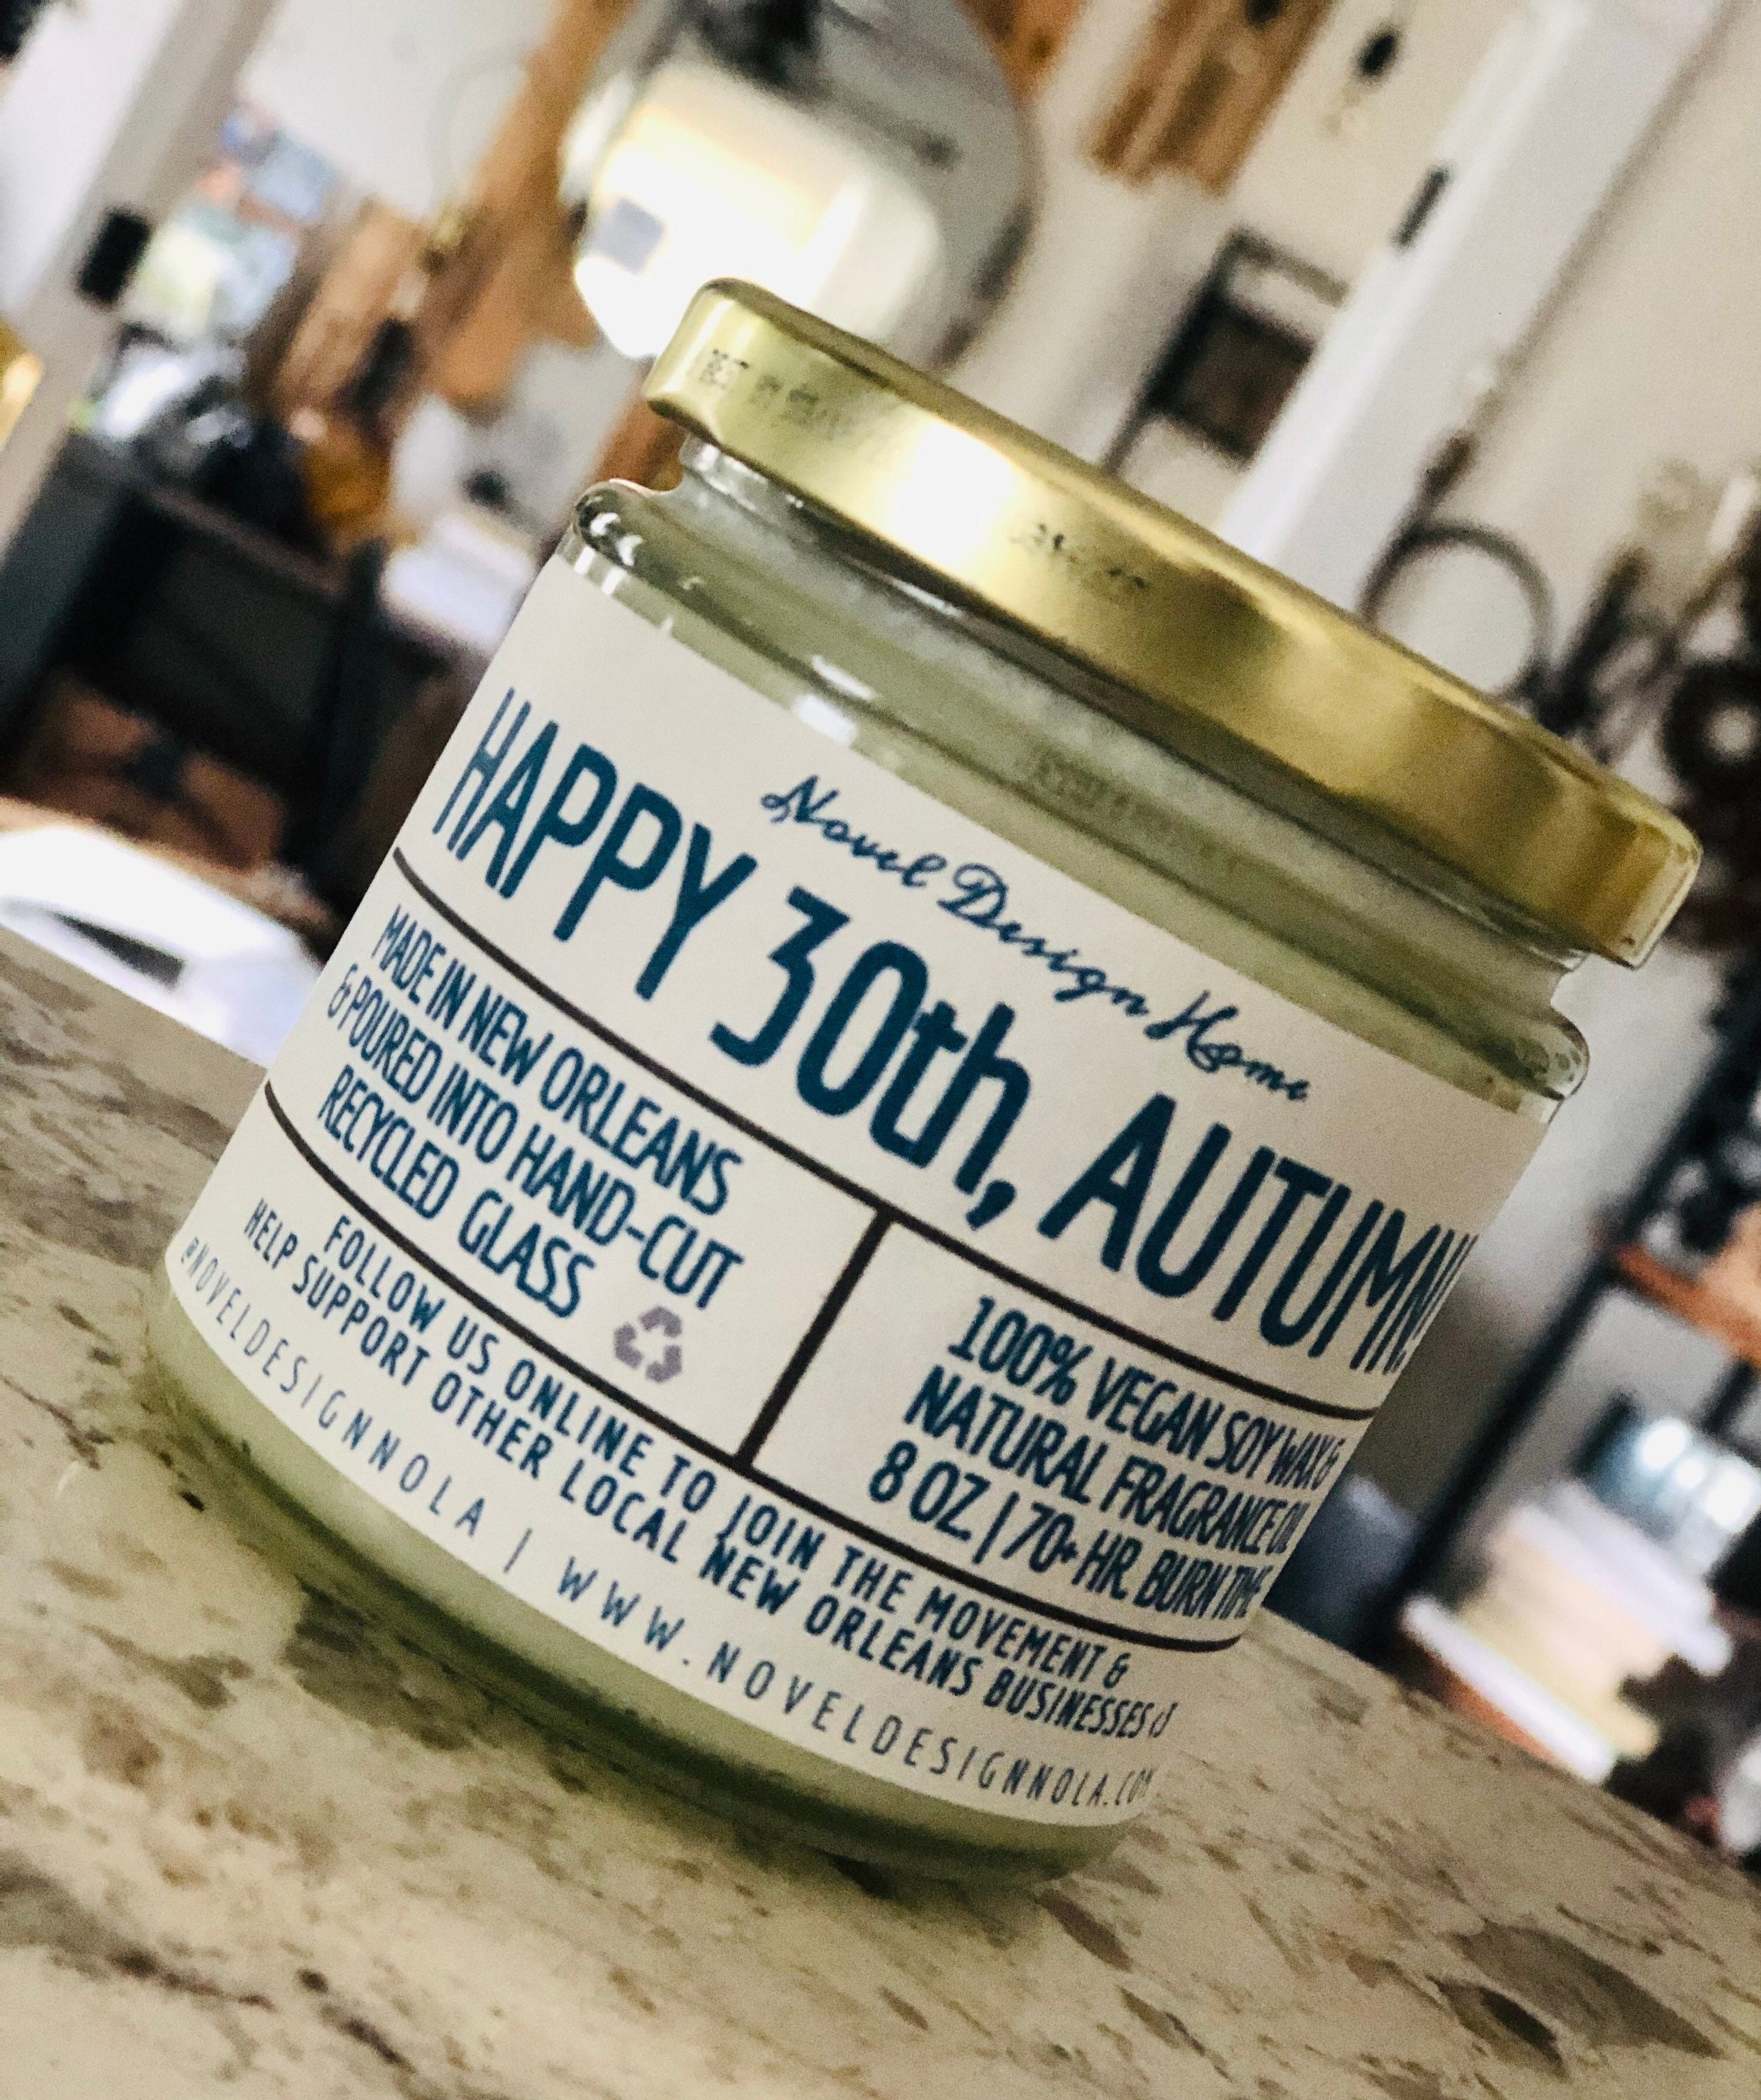 Novel Design Home
HAPPY 30th, AUTUMN!
MADE IN NEW ORLEANS
& POURED INTO HAND-CUT
RECYCLED GLASS
100% VEGAN SOY WAX &
NATURAL FRAGRANCE OIL
8 OZ | 70+ HR. BURN TIME
FOLLOW US ONLINE TO JOIN THE MOVEMENT &
HELP SUPPORT OTHER LOCAL NEW ORLEANS BUSINESSES
@NOVELDESIGNNOLA | WWW.NOVELDESIGNNOLA.COM